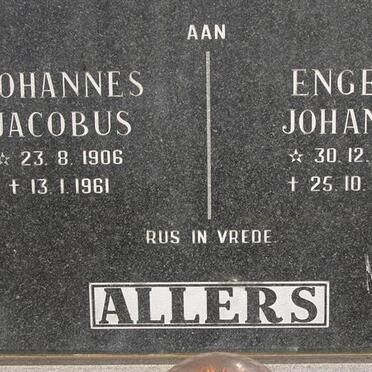 AAN
JOHANNES
JACOBUS
☆ 23.8.1906
† 13.1.1961
ENGE
JOHAN
☆ 30.12.
† 25.10.
RUS IN VREDE
ALLERS